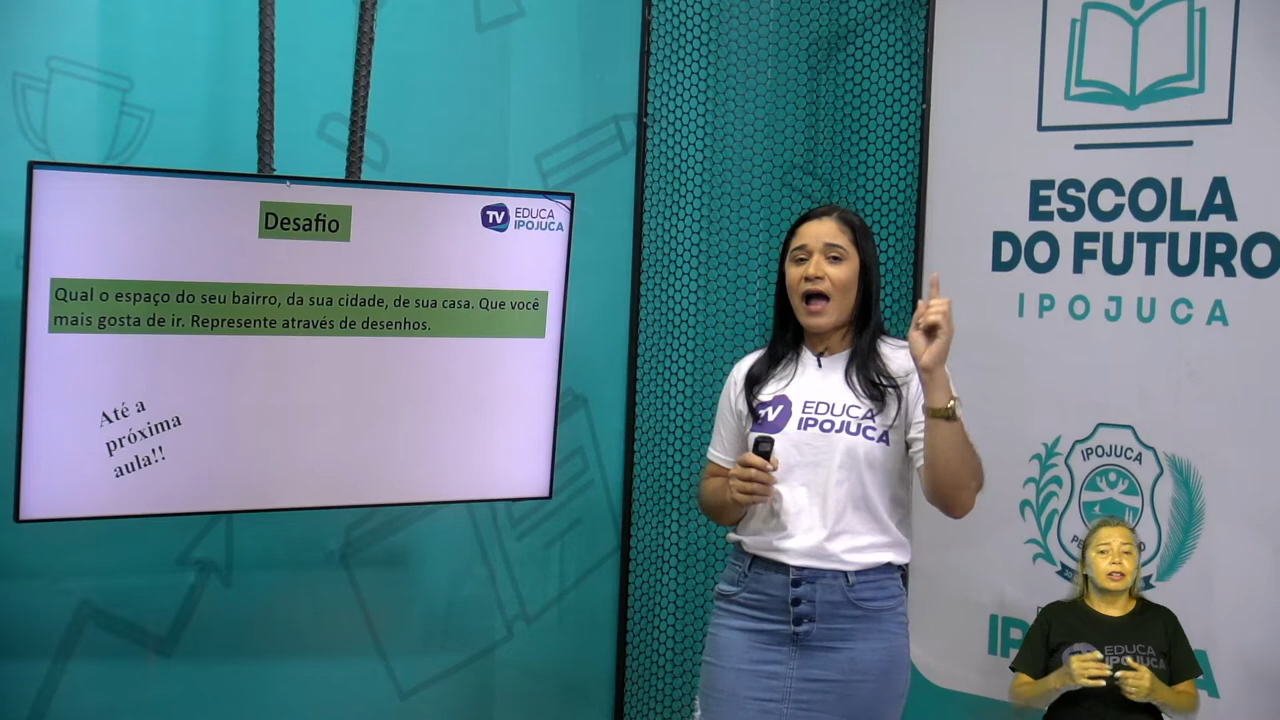 Desafio
TV EDUCA
IPOJUCA
Qual o espaço do seu bairro, da sua cidade, de sua casa. Que você
mais gosta de ir. Represente através de desenhos.
Até a
próxima
aula!!
TV EDUCA
IPOJUCA
ESCOLA
DO FUTURO
IPOJUCA
IPOJUCA
EDUCA
IPOJUCA